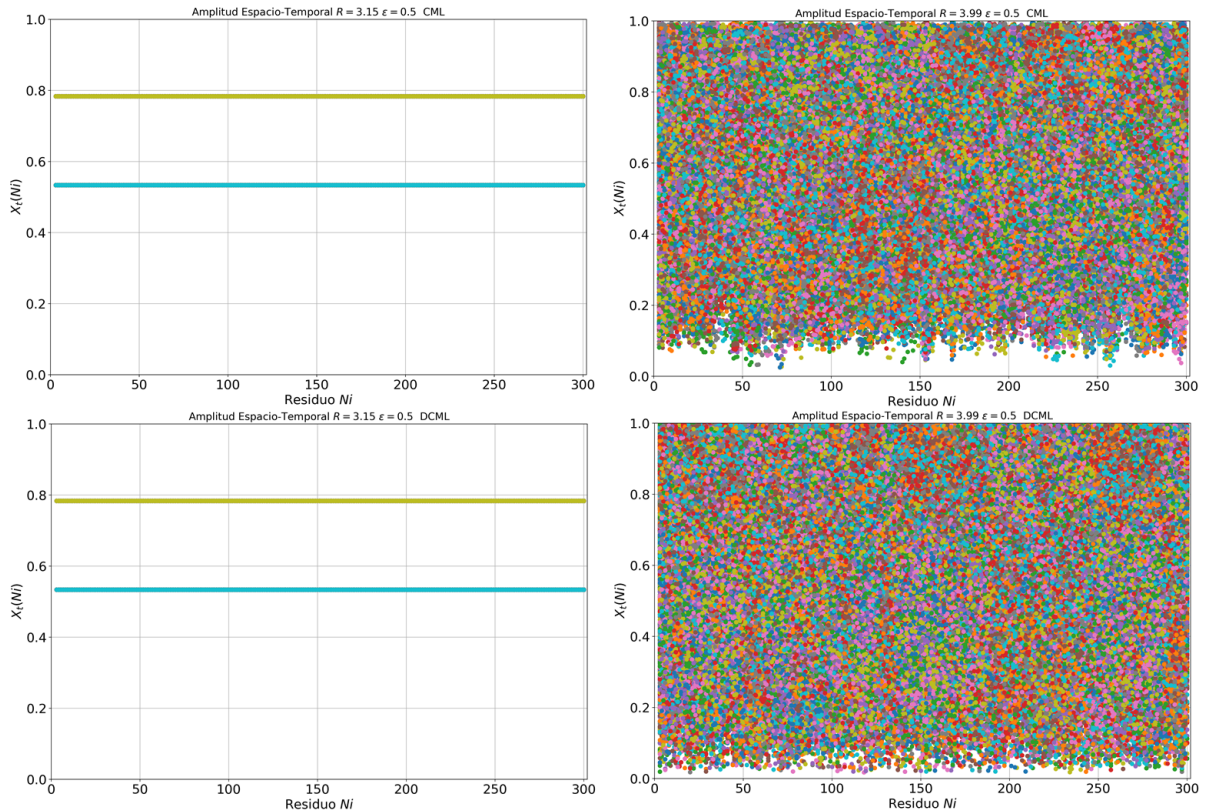 Amplitud Espacio-Temporal R = 3.15 ε = 0.5 CML
1.0
0.8
0.6
0.4
0.2
0.0
Xt(Ni)
0 50 100 150 200 250 300
Residuo Ni
Amplitud Espacio-Temporal R = 3.99 ε = 0.5 CML
1.0
0.8
0.6
0.4
0.2
0.0
Xt(Ni)
0 50 100 150 200 250 300
Residuo Ni
Amplitud Espacio-Temporal R = 3.15 ε = 0.5 DCML
1.0
0.8
0.6
0.4
0.2
0.0
Xt(Ni)
0 50 100 150 200 250 300
Residuo Ni
Amplitud Espacio-Temporal R = 3.99 ε = 0.5 DCML
1.0
0.8
0.6
0.4
0.2
0.0
Xt(Ni)
0 50 100 150 200 250 300
Residuo Ni